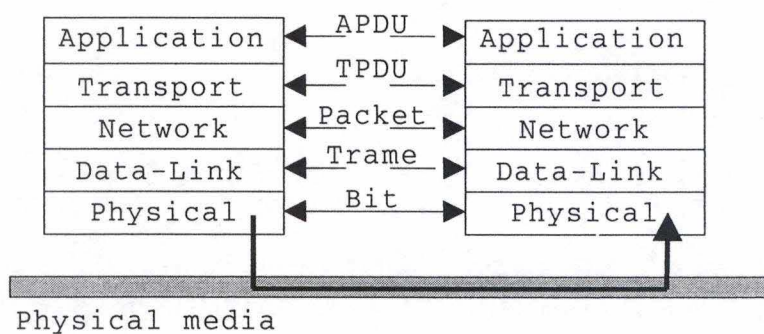 Application APDU Application
Transport TPDU Transport
Network Packet Network
Data-Link Trame Data-Link
Physical Bit Physical
Physical media